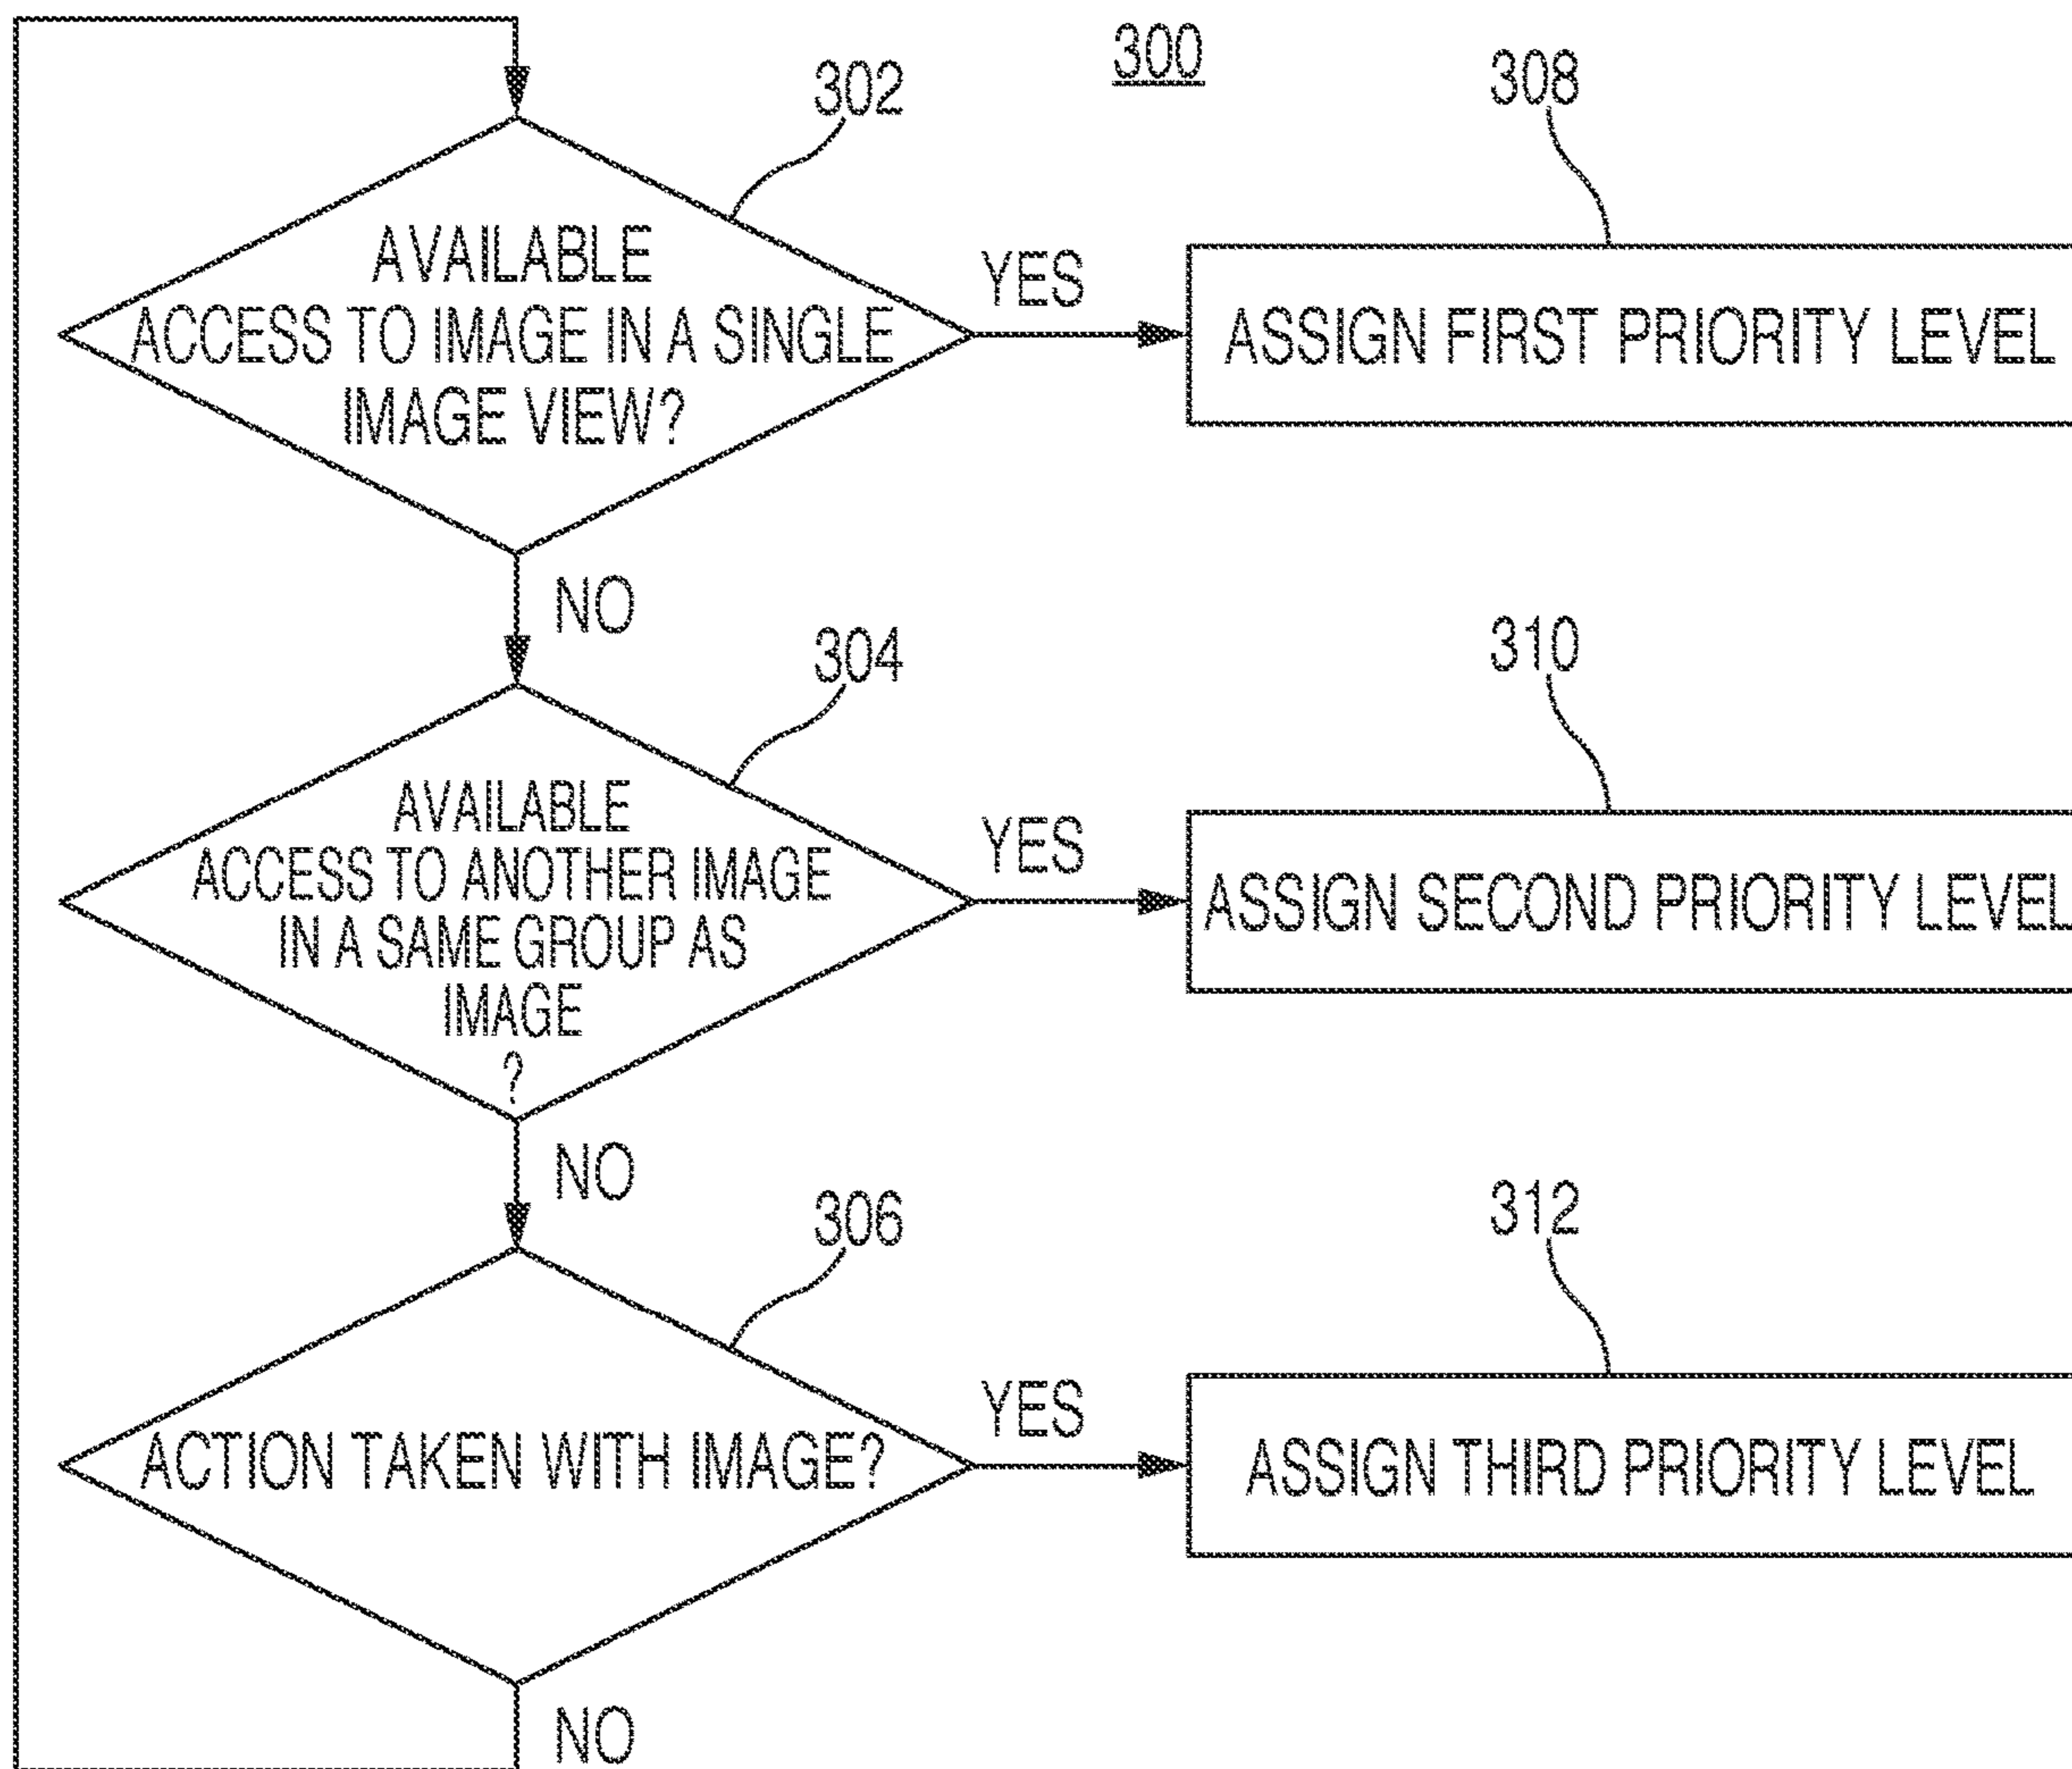 300
302
AVAILABLE
ACCESS TO IMAGE IN A SINGLE
IMAGE VIEW?
YES
308
ASSIGN FIRST PRIORITY LEVEL
NO
304
AVAILABLE
ACCESS TO ANOTHER IMAGE
IN A SAME GROUP AS
IMAGE
?
YES
310
ASSIGN SECOND PRIORITY LEVEL
NO
306
ACTION TAKEN WITH IMAGE?
YES
312
ASSIGN THIRD PRIORITY LEVEL
NO